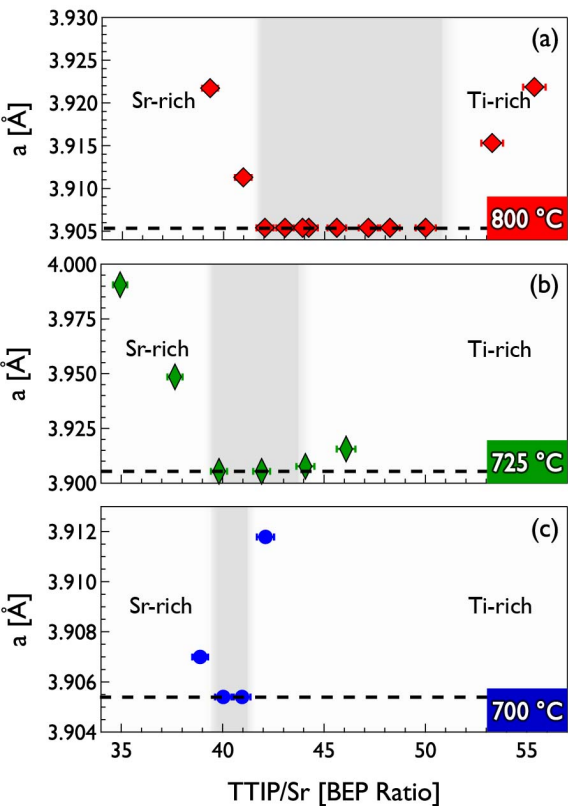 3.930
(a)
3.925
Sr-rich
Ti-rich
3.920
a [Å]
3.915
3.910
3.905
800 °C
4.000
(b)
3.975
Sr-rich
Ti-rich
a [Å]
3.950
3.925
725 °C
3.900
3.912
(c)
3.910
Sr-rich
Ti-rich
a [Å]
3.908
3.906
700 °C
3.904
35 40 45 50 55
TTIP/Sr [BEP Ratio]